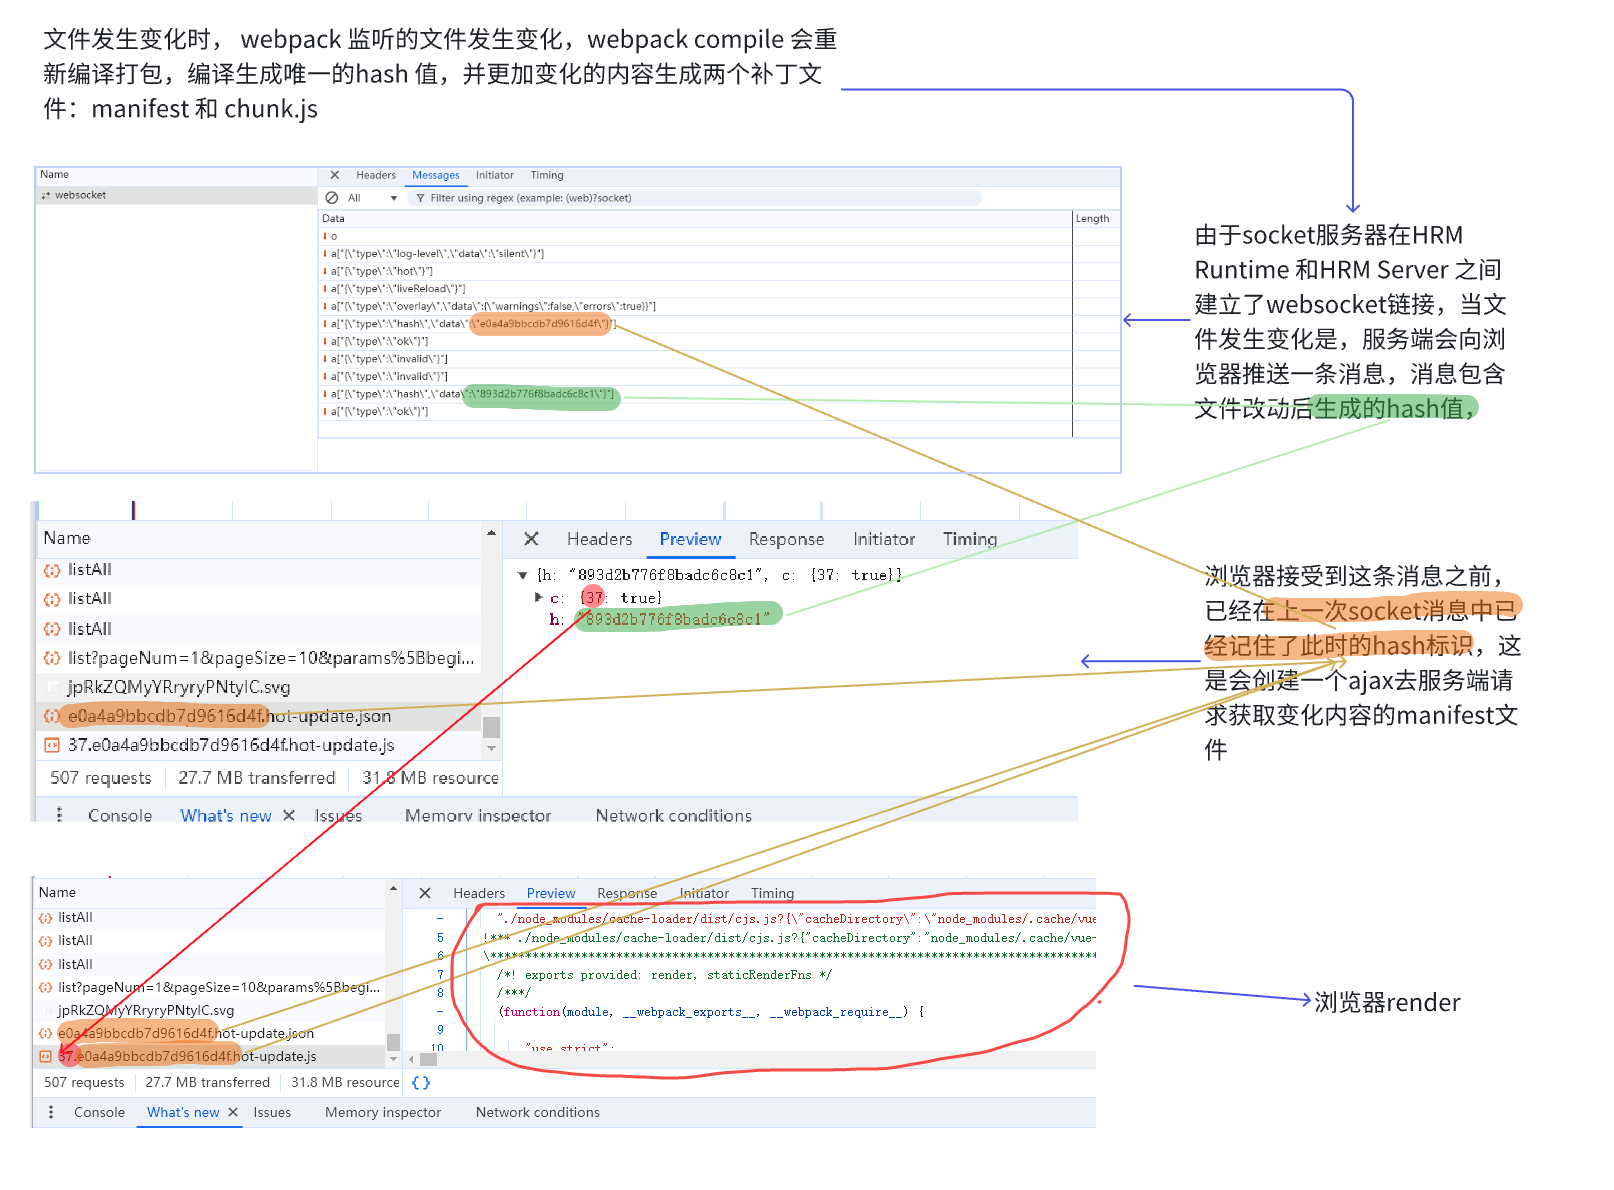 文件发生变化时， webpack 监听的文件发生变化，webpack compile 会重
新编译打包，编译生成唯一的hash 值，并更加变化的内容生成两个补丁文
件：manifest 和 chunk.js
Name
websocket
Headers Messages Initiator Timing
All Filter using regex (example: (web)?socket)
Data Length
o
a["{\"type\":\"log-level\",\"data\":\"silent\"}"]
a["{\"type\":\"hot\"}"]
a["{\"type\":\"liveReload\"}"]
a["{\"type\":\"overlay\",\"data\":{\"warnings\":false,\"errors\":true}}"]
a["{\"type\":\"hash\",\"data\":\"e0a4a9bbcdb7d9616d4f\"}"]
a["{\"type\":\"ok\"}"]
a["{\"type\":\"invalid\"}"]
a["{\"type\":\"invalid\"}"]
a["{\"type\":\"hash\",\"data\":\"893d2b776f8badc6c8c1\"}"]
a["{\"type\":\"ok\"}"]
由于socket服务器在HRM
Runtime 和HRM Server 之间
建立了websocket链接，当文
件发生变化是，服务端会向浏
览器推送一条消息，消息包含
文件改动后生成的hash值，
Name
listAll
listAll
listAll
list?pageNum=1&pageSize=10&params%5Bbegi...
jpRkZQMyYRryryPNtyIC.svg
e0a4a9bbcdb7d9616d4f.hot-update.json
37.e0a4a9bbcdb7d9616d4f.hot-update.js
507 requests 27.7 MB transferred 31.8 MB resource
Headers Preview Response Initiator Timing
{h: "893d2b776f8badc6c8c1", c: {37: true}}
c: {37: true}
h: "893d2b776f8badc6c8c1"
Console What's new Issues Memory inspector Network conditions
浏览器接受到这条消息之前，
已经在上一次socket消息中已
经记住了此时的hash标识，这
是会创建一个ajax去服务端请
求获取变化内容的manifest文
件
Name
listAll
listAll
listAll
list?pageNum=1&pageSize=10&params%5Bbegi...
jpRkZQMyYRryryPNtyIC.svg
e0a4a9bbcdb7d9616d4f.hot-update.json
37.e0a4a9bbcdb7d9616d4f.hot-update.js
507 requests 27.7 MB transferred 31.8 MB resource
Headers Preview Response Initiator Timing
- "./node_modules/cache-loader/dist/cjs.js?{\"cacheDirectory\":\"node_modules/.cache/vue
5 !*** ./node_modules/cache-loader/dist/cjs.js?{"cacheDirectory":"node_modules/.cache/vue-
6 \*****************************************************************************************
7 /*! exports provided: render, staticRenderFns */
8 /***/
- (function(module, __webpack_exports__, __webpack_require__) {
9
10 "use strict";
{}
Console What's new Issues Memory inspector Network conditions
浏览器render